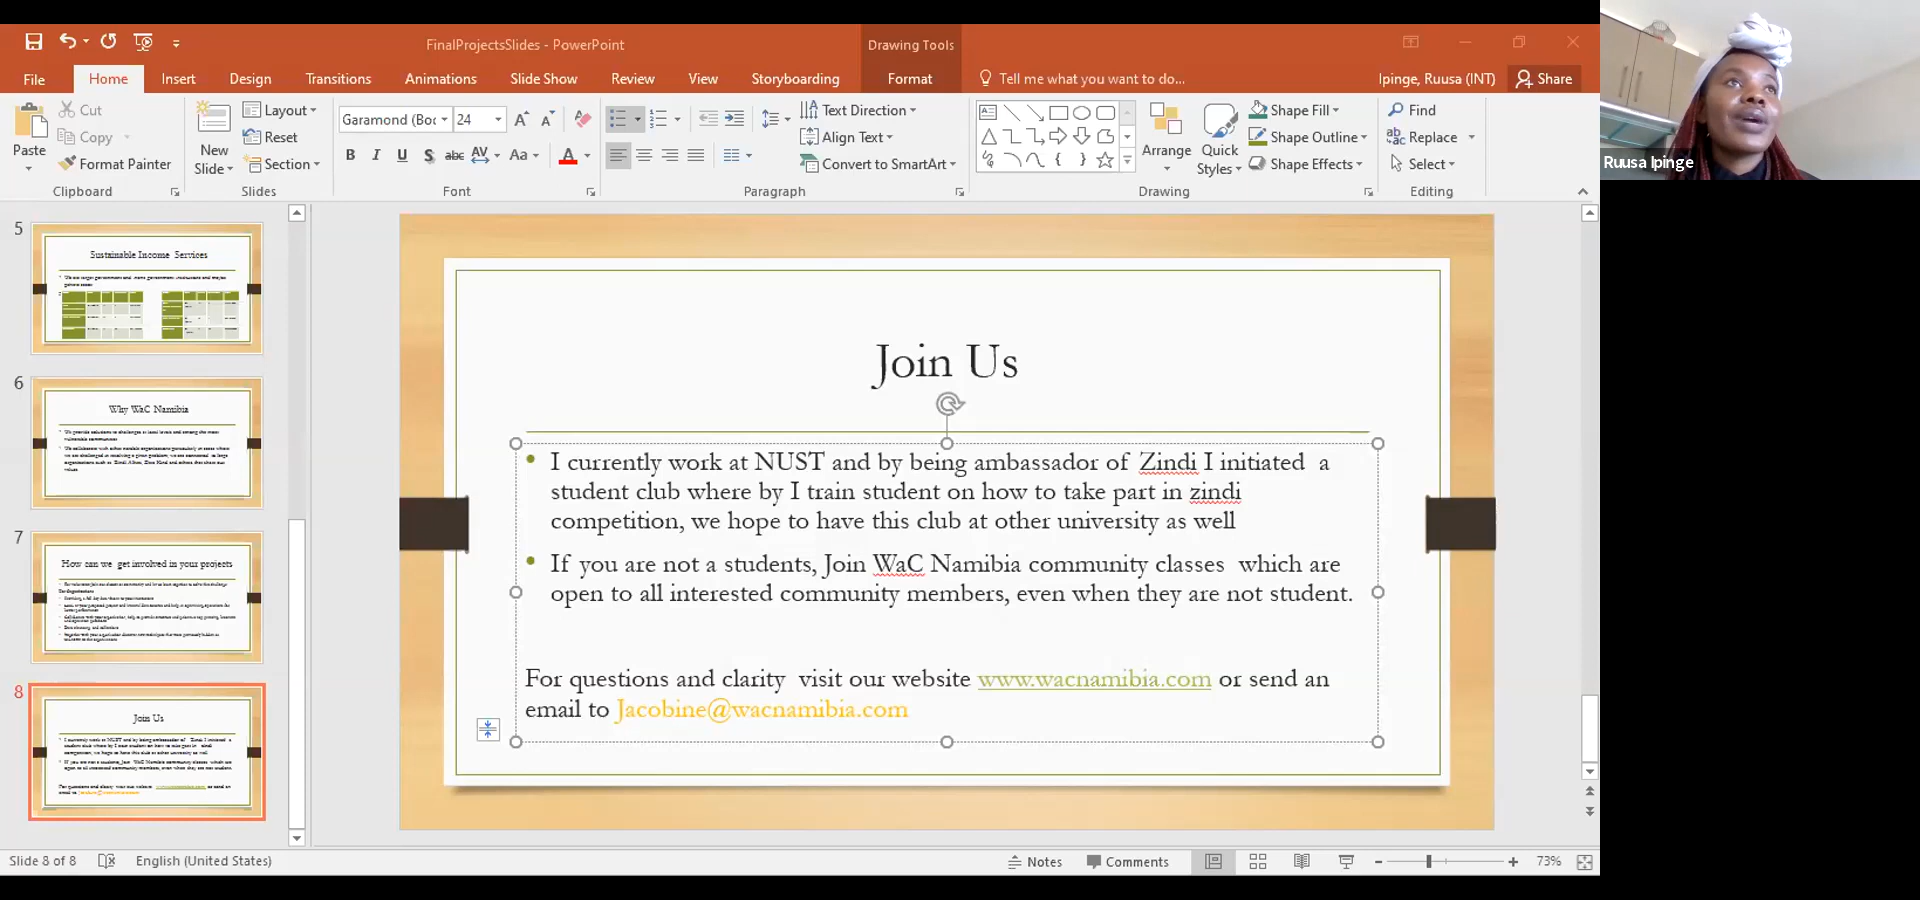 FinalProjectsSlides - PowerPoint
Drawing Tools
File
Home
Insert
Design
Transitions
Animations
Slide Show
Review
View
Storyboarding
Format
Tell me what you want to do...
Ipinge, Ruusa (INT)
Share
Paste
Cut
Copy
Format Painter
Clipboard
New
Slide
Layout
Reset
Section
Slides
Garamond (Boc
24
B I U S abc AV Aa A
Font
Text Direction
Align Text
Convert to SmartArt
Paragraph
Arrange
Quick
Styles
Shape Fill
Shape Outline
Shape Effects
Drawing
Find
Replace
Select
Editing
Ruusa Ipinge
5
Sustainable Income Services
6
Why WaC Namibia
7
How can we get involved in your projects
8
Join Us
Join Us
• I currently work at NUST and by being ambassador of Zindi I initiated a
student club where by I train student on how to take part in zindi
competition, we hope to have this club at other university as well
• If you are not a students, Join WaC Namibia community classes which are
open to all interested community members, even when they are not student.
For questions and clarity visit our website www.wacnamibia.com or send an
email to Jacobine@wacnamibia.com
Slide 8 of 8
English (United States)
Notes
Comments
73%